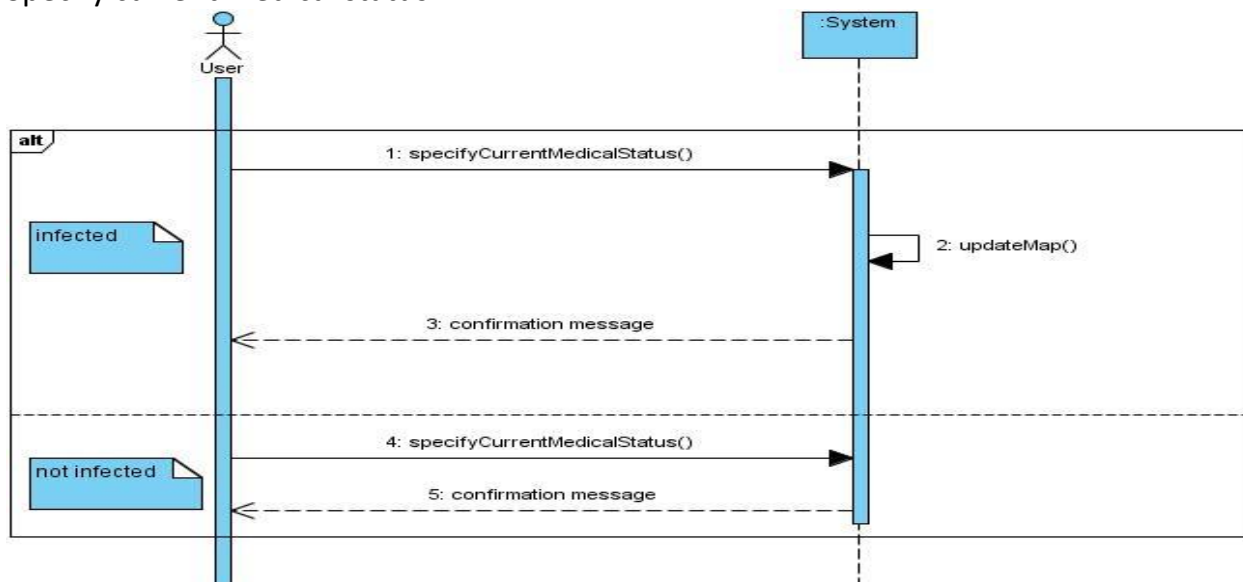 :System
User
alt
1: specifyCurrentMedicalStatus()
infected
2: updateMap()
3: confirmation message
4: specifyCurrentMedicalStatus()
not infected
5: confirmation message